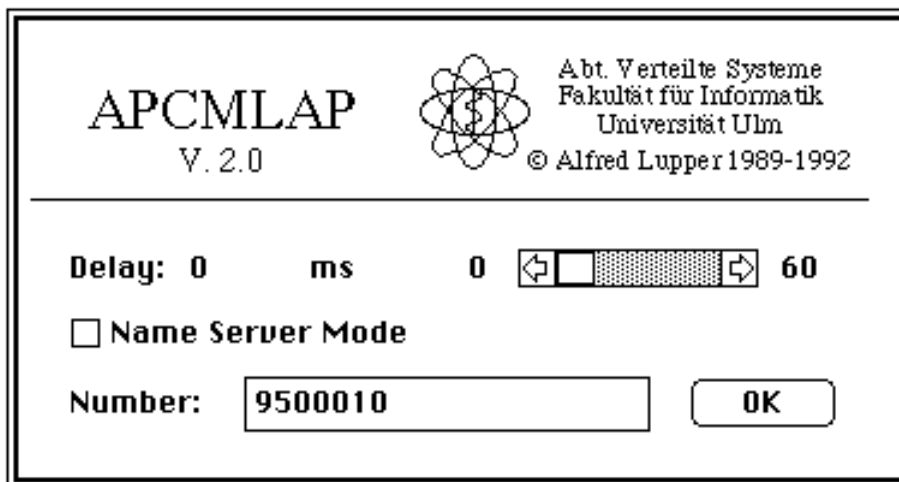 APCMLAP
V. 2.0
Abt. Verteilte Systeme
Fakultät für Informatik
Universität Ulm
© Alfred Lupper 1989-1992
Delay: 0 ms 0 60
Name Server Mode
Number: 9500010 OK